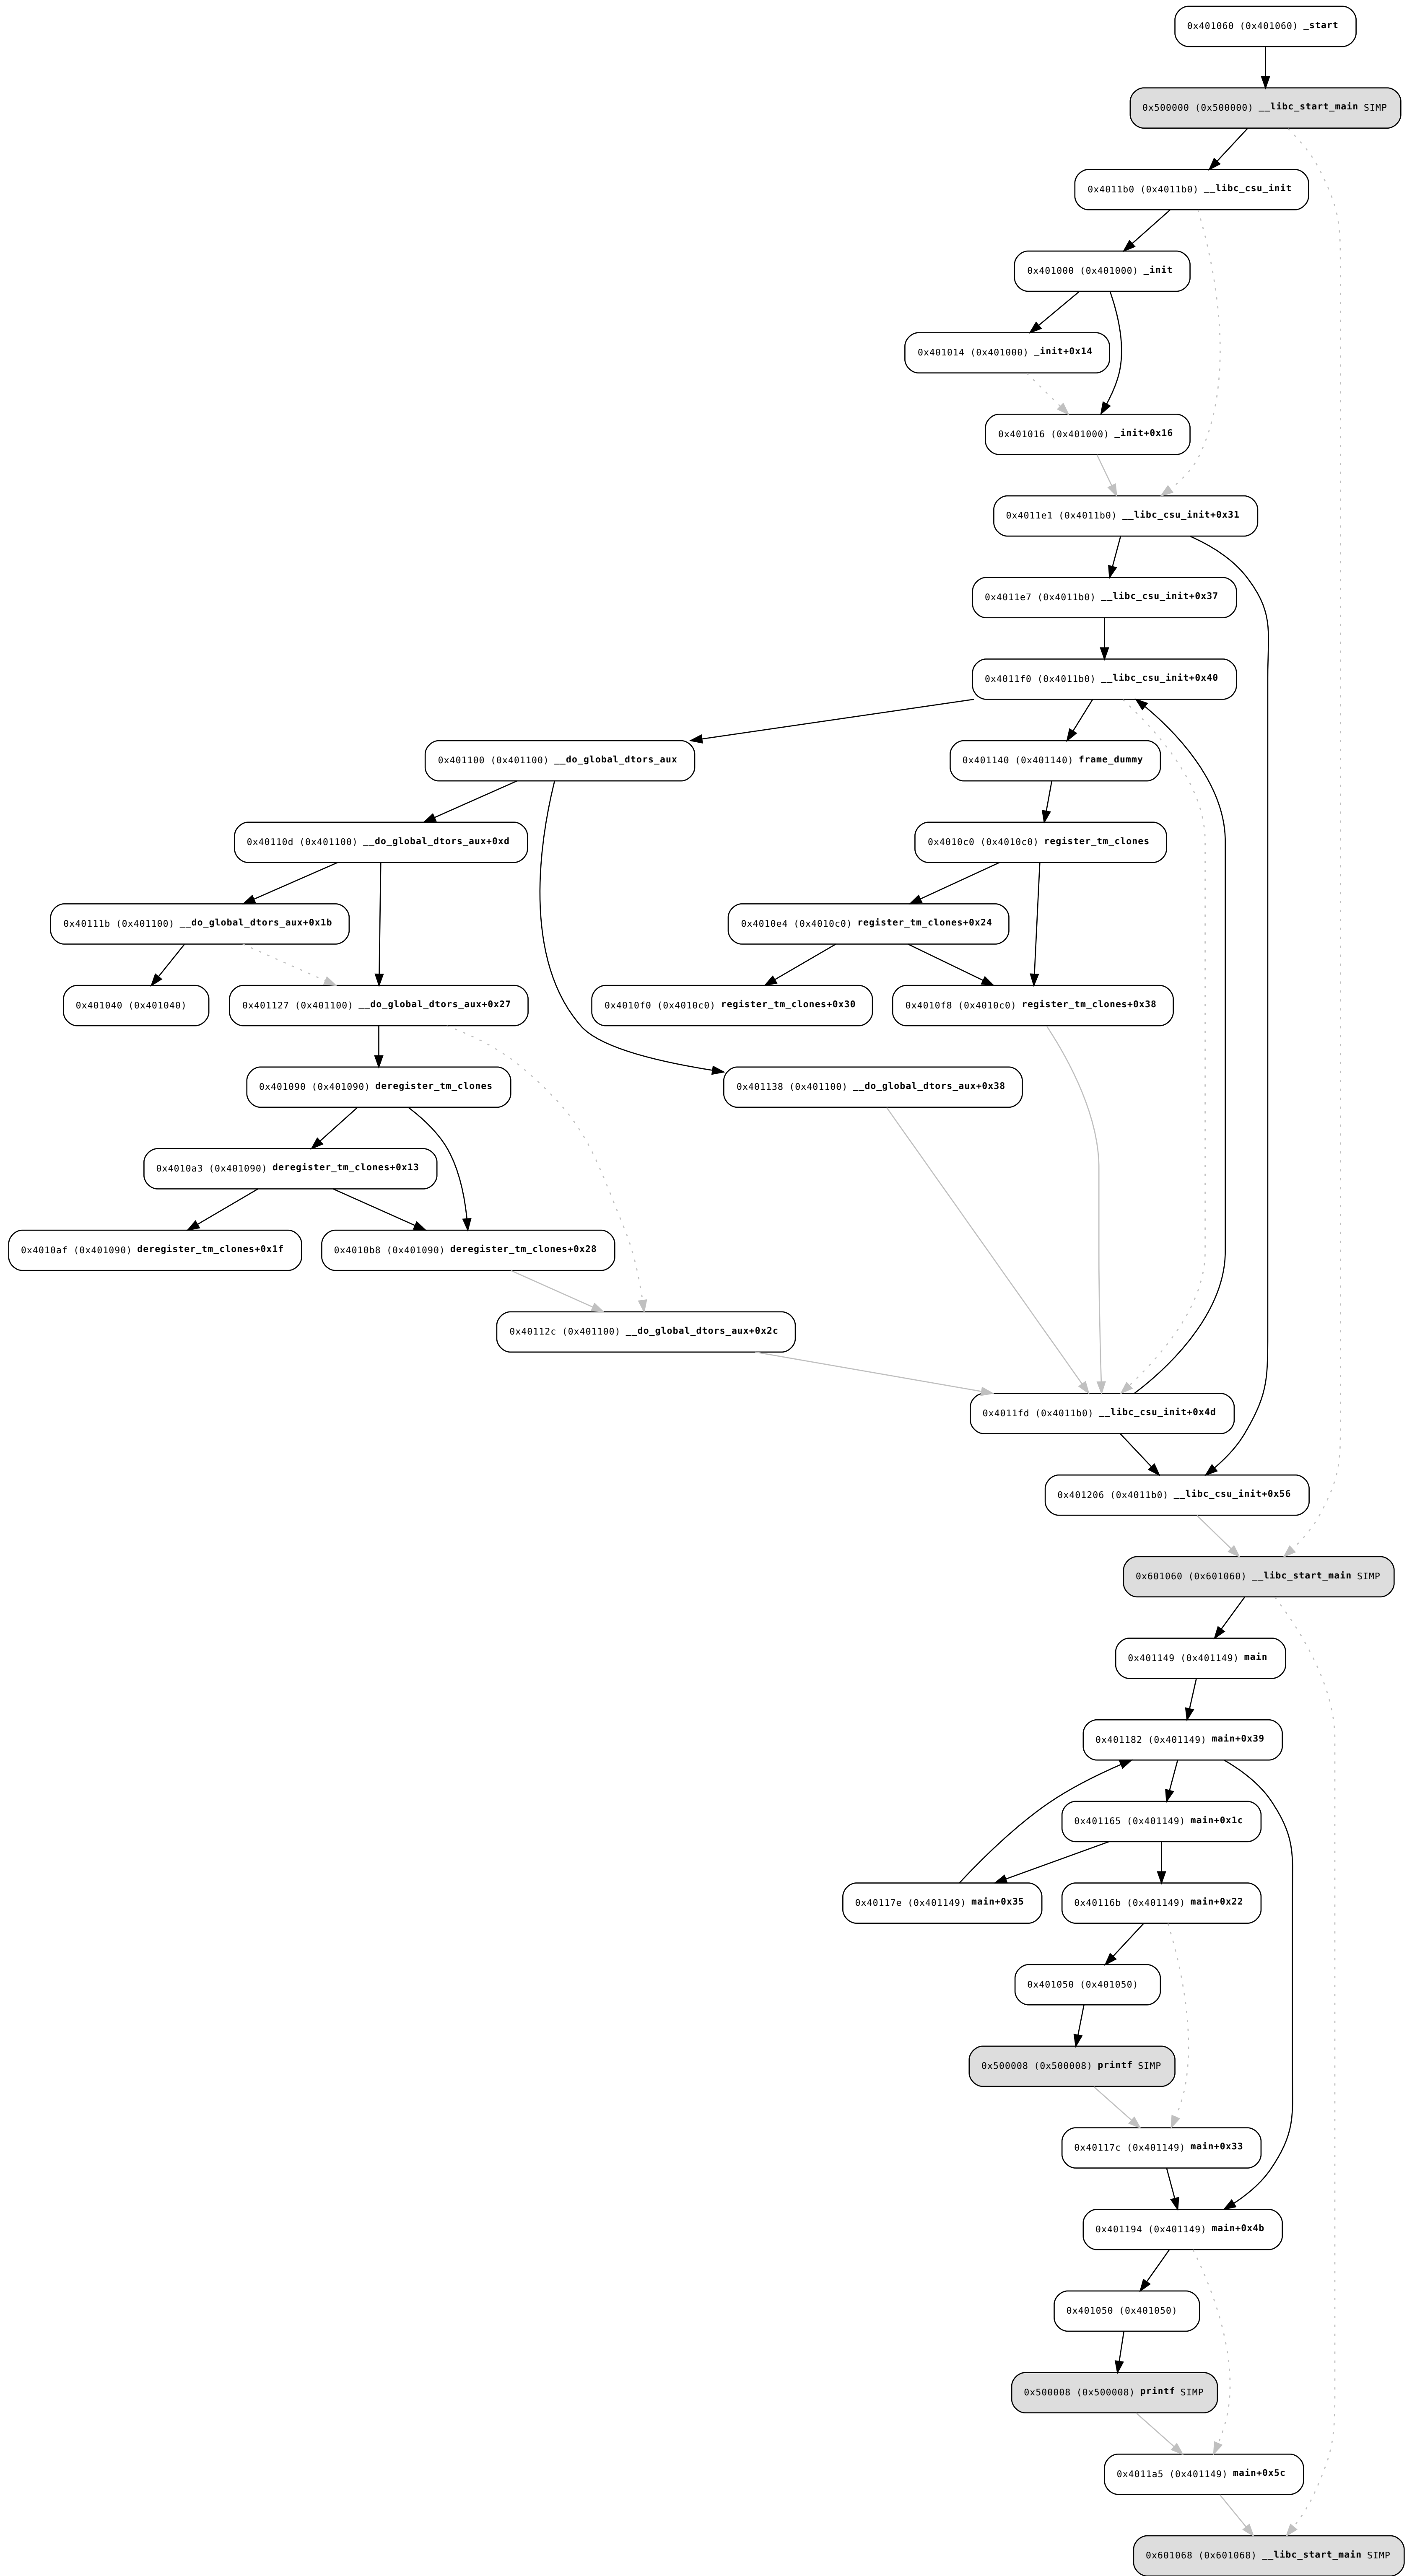 0x401060 (0x401060) _start
0x500000 (0x500000) __libc_start_main SIMP
0x4011b0 (0x4011b0) __libc_csu_init
0x401000 (0x401000) _init
0x401014 (0x401000) _init+0x14
0x401016 (0x401000) _init+0x16
0x4011e1 (0x4011b0) __libc_csu_init+0x31
0x4011e7 (0x4011b0) __libc_csu_init+0x37
0x4011f0 (0x4011b0) __libc_csu_init+0x40
0x401100 (0x401100) __do_global_dtors_aux
0x401140 (0x401140) frame_dummy
0x40110d (0x401100) __do_global_dtors_aux+0xd
0x4010c0 (0x4010c0) register_tm_clones
0x40111b (0x401100) __do_global_dtors_aux+0x1b
0x4010e4 (0x4010c0) register_tm_clones+0x24
0x401040 (0x401040)
0x401127 (0x401100) __do_global_dtors_aux+0x27
0x4010f0 (0x4010c0) register_tm_clones+0x30
0x4010f8 (0x4010c0) register_tm_clones+0x38
0x401090 (0x401090) deregister_tm_clones
0x401138 (0x401100) __do_global_dtors_aux+0x38
0x4010a3 (0x401090) deregister_tm_clones+0x13
0x4010af (0x401090) deregister_tm_clones+0x1f
0x4010b8 (0x401090) deregister_tm_clones+0x28
0x40112c (0x401100) __do_global_dtors_aux+0x2c
0x4011fd (0x4011b0) __libc_csu_init+0x4d
0x401206 (0x4011b0) __libc_csu_init+0x56
0x601060 (0x601060) __libc_start_main SIMP
0x401149 (0x401149) main
0x401182 (0x401149) main+0x39
0x401165 (0x401149) main+0x1c
0x40117e (0x401149) main+0x35
0x40116b (0x401149) main+0x22
0x401050 (0x401050)
0x500008 (0x500008) printf SIMP
0x40117c (0x401149) main+0x33
0x401194 (0x401149) main+0x4b
0x401050 (0x401050)
0x500008 (0x500008) printf SIMP
0x4011a5 (0x401149) main+0x5c
0x601068 (0x601068) __libc_start_main SIMP